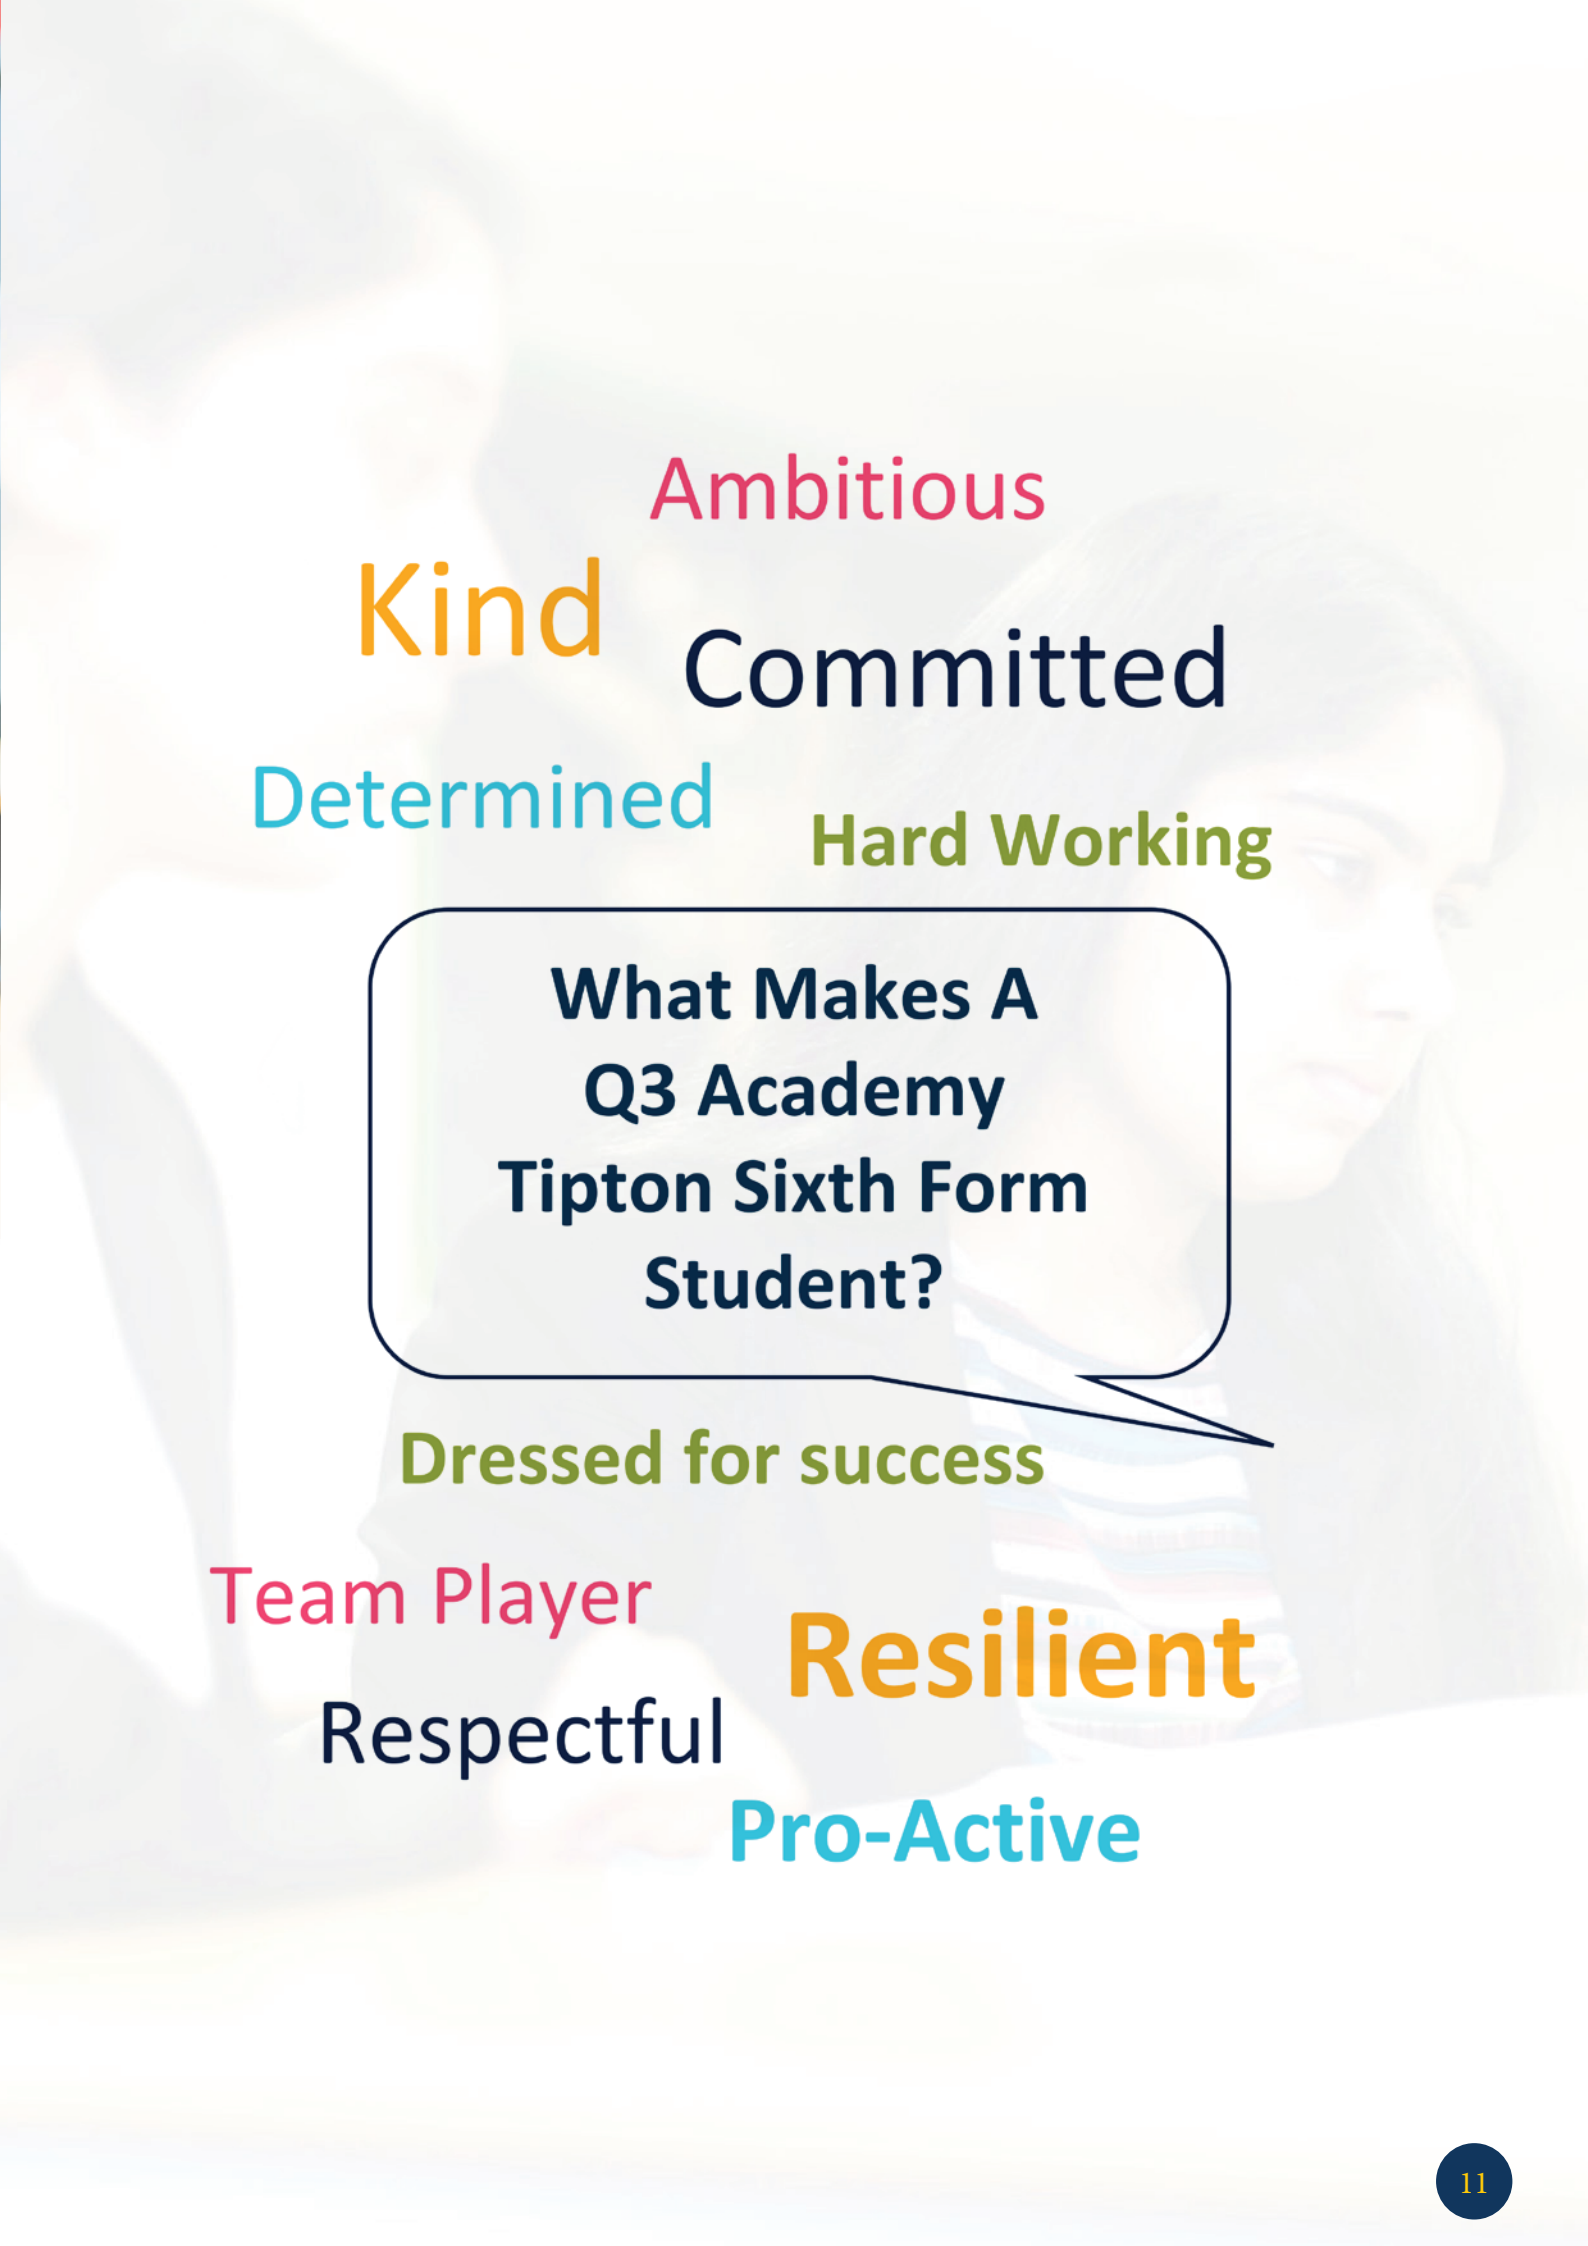 Ambitious
Kind
Committed
Determined
Hard Working
What Makes A
Q3 Academy
Tipton Sixth Form
Student?
Dressed for success
Team Player
Resilient
Respectful
Pro-Active
11